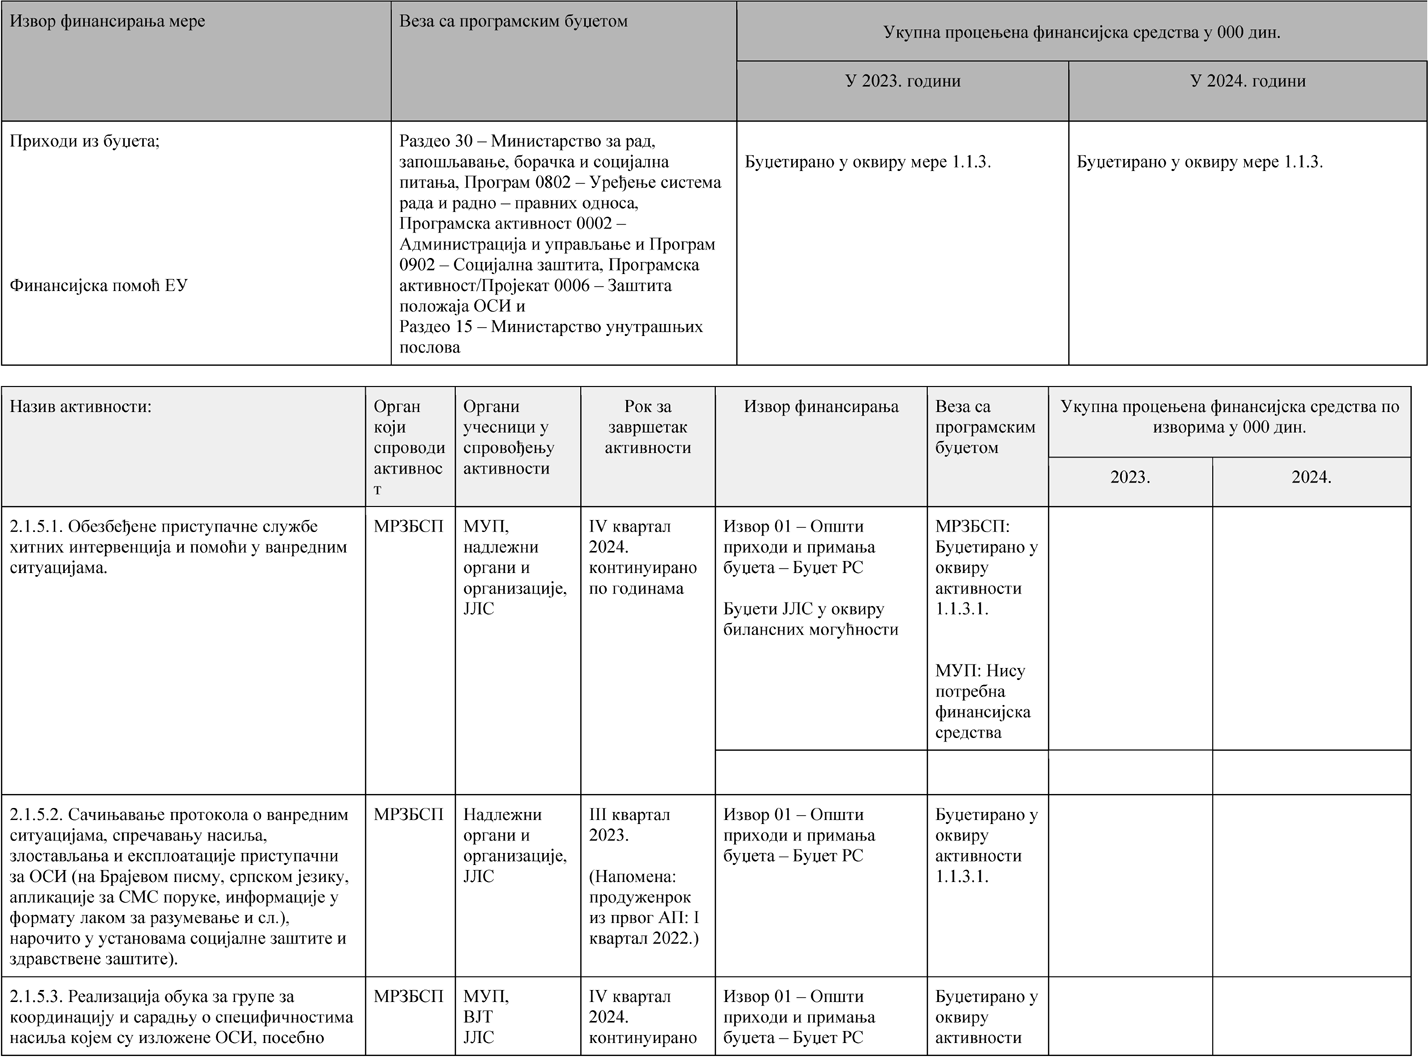 Извор финансирања мере
Веза са програмским буџетом
Укупна процењена финансијска средства у 000 дин.
У 2023. години
У 2024. години
Приходи из буџета;
Финансијска помоћ ЕУ
Раздео 30 – Министарство за рад,
запошљавање, борачка и социјална
питања, Програм 0802 – Уређење система
рада и радно – правних односа,
Програмска активност 0002 –
Администрација и управљање и Програм
0902 – Социјална заштита, Програмска
активност/Пројекат 0006 – Заштита
положаја ОСИ и
Раздео 15 – Министарство унутрашњих
послова
Буџетирано у оквиру мере 1.1.3.
Буџетирано у оквиру мере 1.1.3.
Назив активности:
Орган
који
спроводи
активнос
т
Органи
учесници у
спровођењу
активности
Рок за
завршетак
активности
Извор финансирања
Веза са
програмским
буџетом
Укупна процењена финансијска средства по
изворима у 000 дин.
2023.
2024.
2.1.5.1. Обезбеђене приступачне службе
хитних интервенција и помоћи у ванредним
ситуацијама.
МРЗБСП
МУП,
надлежни
органи и
организације,
ЈЛС
IV квартал
2024.
континуирано
по годинама
Извор 01 – Општи
приходи и примања
буџета – Буџет РС
Буџети ЈЛС у оквиру
билансних могућности
МРЗБСП:
Буџетирано у
оквиру
активности
1.1.3.1.
МУП: Нису
потребна
финансијска
средства
2.1.5.2. Сачињавање протокола о ванредним
ситуацијама, спречавању насиља,
злостављања и експлоатације приступачни
за ОСИ (на Брајевом писму, српском језику,
апликације за СМС поруке, информације у
формату лаком за разумевање и сл.),
нарочито у установама социјалне заштите и
здравствене заштите).
МРЗБСП
Надлежни
органи и
организације,
ЈЛС
III квартал
2023.
(Напомена:
продуженрок
из првог АП: I
квартал 2022.)
Извор 01 – Општи
приходи и примања
буџета – Буџет РС
Буџетирано у
оквиру
активности
1.1.3.1.
2.1.5.3. Реализација обука за групе за
координацију и сарадњу о специфичностима
насиља којем су изложене ОСИ, посебно
МРЗБСП
МУП,
ВЈТ
ЈЛС
IV квартал
2024.
континуирано
Извор 01 – Општи
приходи и примања
буџета – Буџет РС
Буџетирано у
оквиру
активности